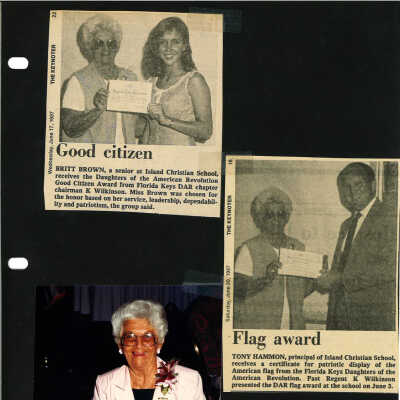 22
THE KEYNOTER
Wednesday, June 17, 1987
Good citizen
BRITT BROWN, a senior at Island Christian School,
receives the Daughters of the American Revolution
Good Citizen Award from Florida Keys DAR chapter
chairman K Wilkinson. Miss Brown was chosen for
the honor based on her service, leadership, dependabil-
ity and patriotism, the group said.
16
THE KEYNOTER
Saturday, June 20, 1987
Flag award
TONY HAMMON, principal of Island Christian School,
receives a certificate for patriotic display of the
American flag from the Florida Keys Daughters of the
American Revolution. Past Regent K Wilkinson
presented the DAR flag award at the school on June 3.